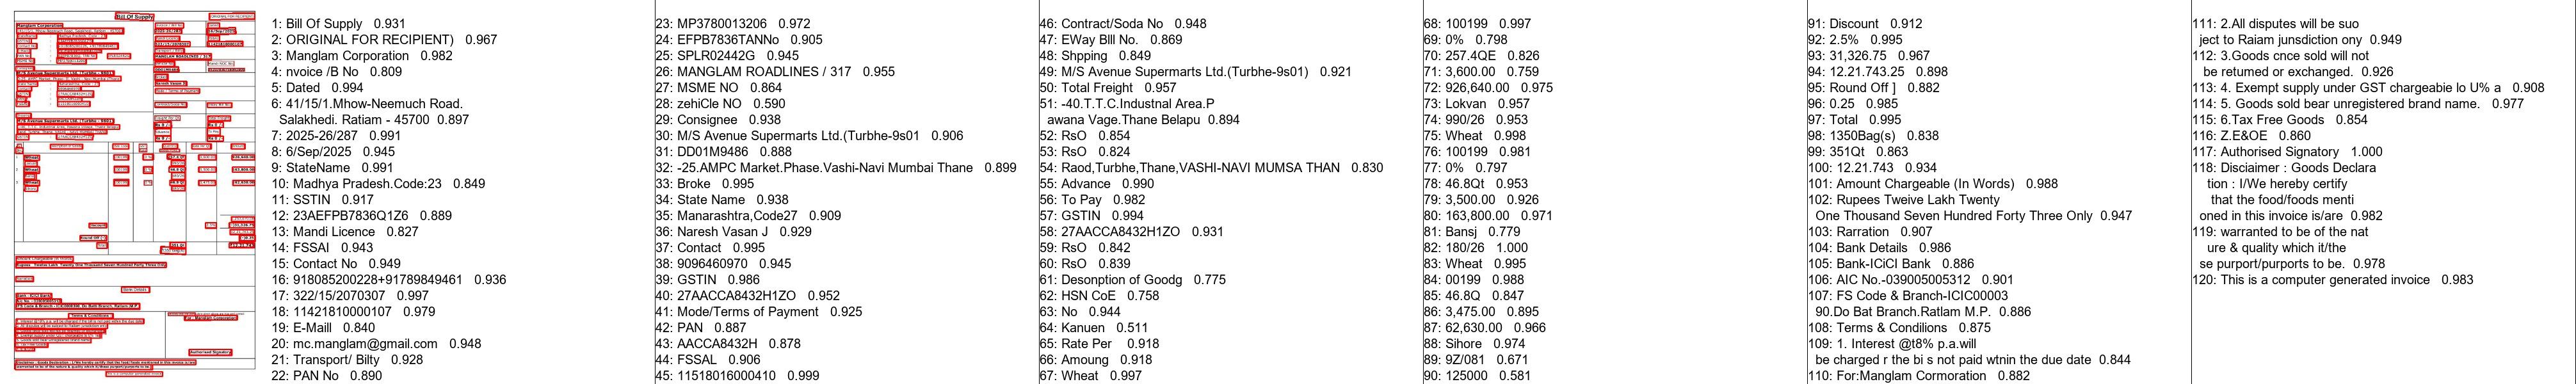 1: Bill Of Supply 0.931
2: ORIGINAL FOR RECIPIENT) 0.967
3: Manglam Corporation 0.982
4: nvoice /B No 0.809
5: Dated 0.994
6: 41/15/1.Mhow-Neemuch Road.
Salakhedi. Ratiam - 45700 0.897
7: 2025-26/287 0.991
8: 6/Sep/2025 0.945
9: StateName 0.991
10: Madhya Pradesh.Code:23 0.849
11: SSTIN 0.917
12: 23AEFPB7836Q1Z6 0.889
13: Mandi Licence 0.827
14: FSSAI 0.943
15: Contact No 0.949
16: 918085200228+91789849461 0.936
17: 322/15/2070307 0.997
18: 11421810000107 0.979
19: E-Maill 0.840
20: mc.manglam@gmail.com 0.948
21: Transport/ Bilty 0.928
22: PAN No 0.890
23: MP3780013206 0.972
24: EFPB7836TANNo 0.905
25: SPLR02442G 0.945
26: MANGLAM ROADLINES / 317 0.955
27: MSME NO 0.864
28: zehiCle NO 0.590
29: Consignee 0.938
30: M/S Avenue Supermarts Ltd.(Turbhe-9s01 0.906
31: DD01M9486 0.888
32: -25.AMPC Market.Phase.Vashi-Navi Mumbai Thane 0.899
33: Broke 0.995
34: State Name 0.938
35: Manarashtra,Code27 0.909
36: Naresh Vasan J 0.929
37: Contact 0.995
38: 9096460970 0.945
39: GSTIN 0.986
40: 27AACCA8432H1ZO 0.952
41: Mode/Terms of Payment 0.925
42: PAN 0.887
43: AACCA8432H 0.878
44: FSSAL 0.906
45: 11518016000410 0.999
46: Contract/Soda No 0.948
47: EWay BIll No. 0.869
48: Shpping 0.849
49: M/S Avenue Supermarts Ltd.(Turbhe-9s01) 0.921
50: Total Freight 0.957
51: -40.T.T.C.Industnal Area.P
awana Vage.Thane Belapu 0.894
52: RsO 0.854
53: RsO 0.824
54: Raod,Turbhe,Thane,VASHI-NAVI MUMSA THAN 0.830
55: Advance 0.990
56: To Pay 0.982
57: GSTIN 0.994
58: 27AACCA8432H1ZO 0.931
59: RsO 0.842
60: RsO 0.839
61: Desonption of Goodg 0.775
62: HSN CoE 0.758
63: No 0.944
64: Kanuen 0.511
65: Rate Per 0.918
66: Amoung 0.918
67: Wheat 0.997
68: 100199 0.997
69: 0% 0.798
70: 257.4QE 0.826
71: 3,600.00 0.759
72: 926,640.00 0.975
73: Lokvan 0.957
74: 990/26 0.953
75: Wheat 0.998
76: 100199 0.981
77: 0% 0.797
78: 46.8Qt 0.953
79: 3,500.00 0.926
80: 163,800.00 0.971
81: Bansj 0.779
82: 180/26 1.000
83: Wheat 0.995
84: 00199 0.988
85: 46.8Q 0.847
86: 3,475.00 0.895
87: 62,630.00 0.966
88: Sihore 0.974
89: 9Z/081 0.671
90: 125000 0.581
91: Discount 0.912
92: 2.5% 0.995
93: 31,326.75 0.967
94: 12.21.743.25 0.898
95: Round Off ] 0.882
96: 0.25 0.985
97: Total 0.995
98: 1350Bag(s) 0.838
99: 351Qt 0.863
100: 12.21.743 0.934
101: Amount Chargeable (In Words) 0.988
102: Rupees Tweive Lakh Twenty
One Thousand Seven Hundred Forty Three Only 0.947
103: Rarration 0.907
104: Bank Details 0.986
105: Bank-ICiCI Bank 0.886
106: AIC No.-039005005312 0.901
107: FS Code & Branch-ICIC00003
90.Do Bat Branch.Ratlam M.P. 0.886
108: Terms & Condilions 0.875
109: 1. Interest @t8% p.a.will
be charged r the bi s not paid wtnin the due date 0.844
110: For:Manglam Cormoration 0.882
111: 2.All disputes will be suo
ject to Raiam junsdiction ony 0.949
112: 3.Goods cnce sold will not
be retumed or exchanged. 0.926
113: 4. Exempt supply under GST chargeabie lo U% a 0.908
114: 5. Goods sold bear unregistered brand name. 0.977
115: 6.Tax Free Goods 0.854
116: Z.E&OE 0.860
117: Authorised Signatory 1.000
118: Disciaimer : Goods Declara
tion : I/We hereby certify
that the food/foods menti
oned in this invoice is/are 0.982
119: warranted to be of the nat
ure & quality which it/the
se purport/purports to be. 0.978
120: This is a computer generated invoice 0.983